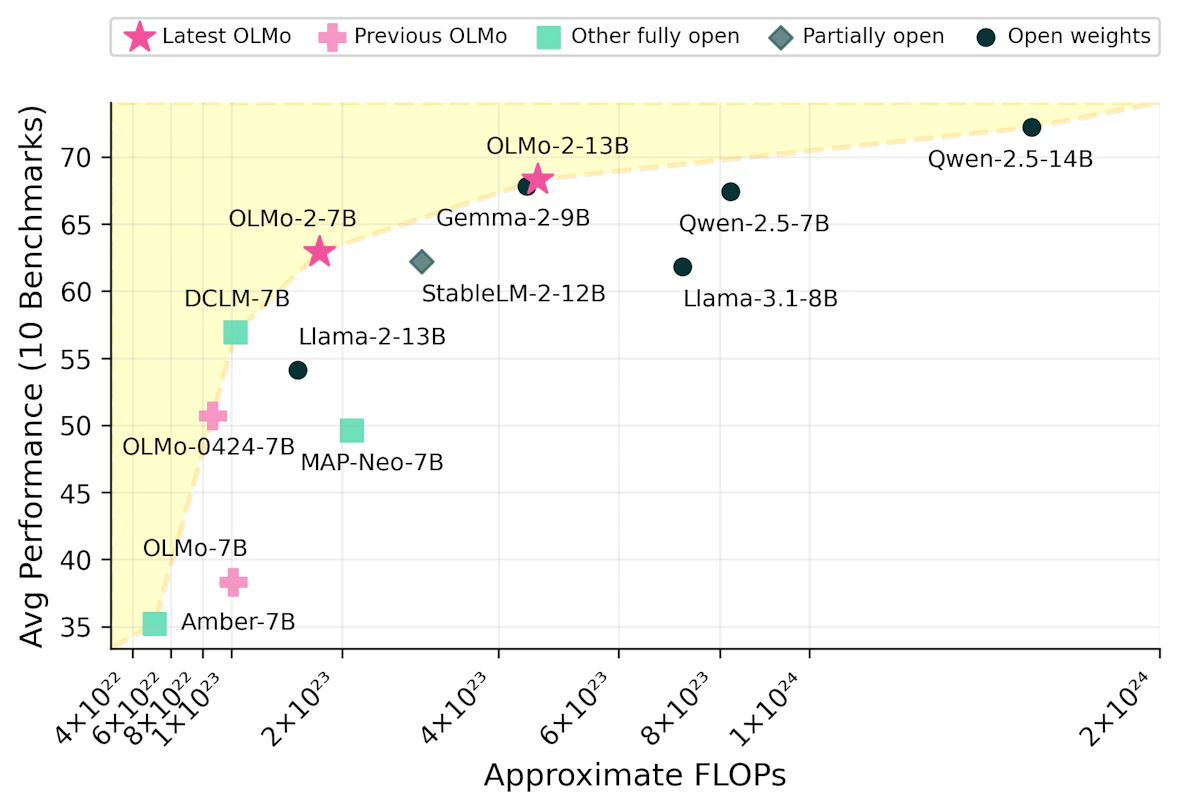 Latest OLMo Previous OLMo Other fully open Partially open Open weights
Avg Performance (10 Benchmarks)
70
65
60
55
50
45
40
35
OLMo-2-13B
Qwen-2.5-14B
Gemma-2-9B
OLMo-2-7B
Qwen-2.5-7B
StableLM-2-12B
Llama-3.1-8B
DCLM-7B
Llama-2-13B
OLMo-0424-7B
MAP-Neo-7B
OLMo-7B
Amber-7B
4×10²²
6×10²²
8×10²²
1×10²³
2×10²³
4×10²³
6×10²³
8×10²³
1×10²⁴
2×10²⁴
Approximate FLOPs